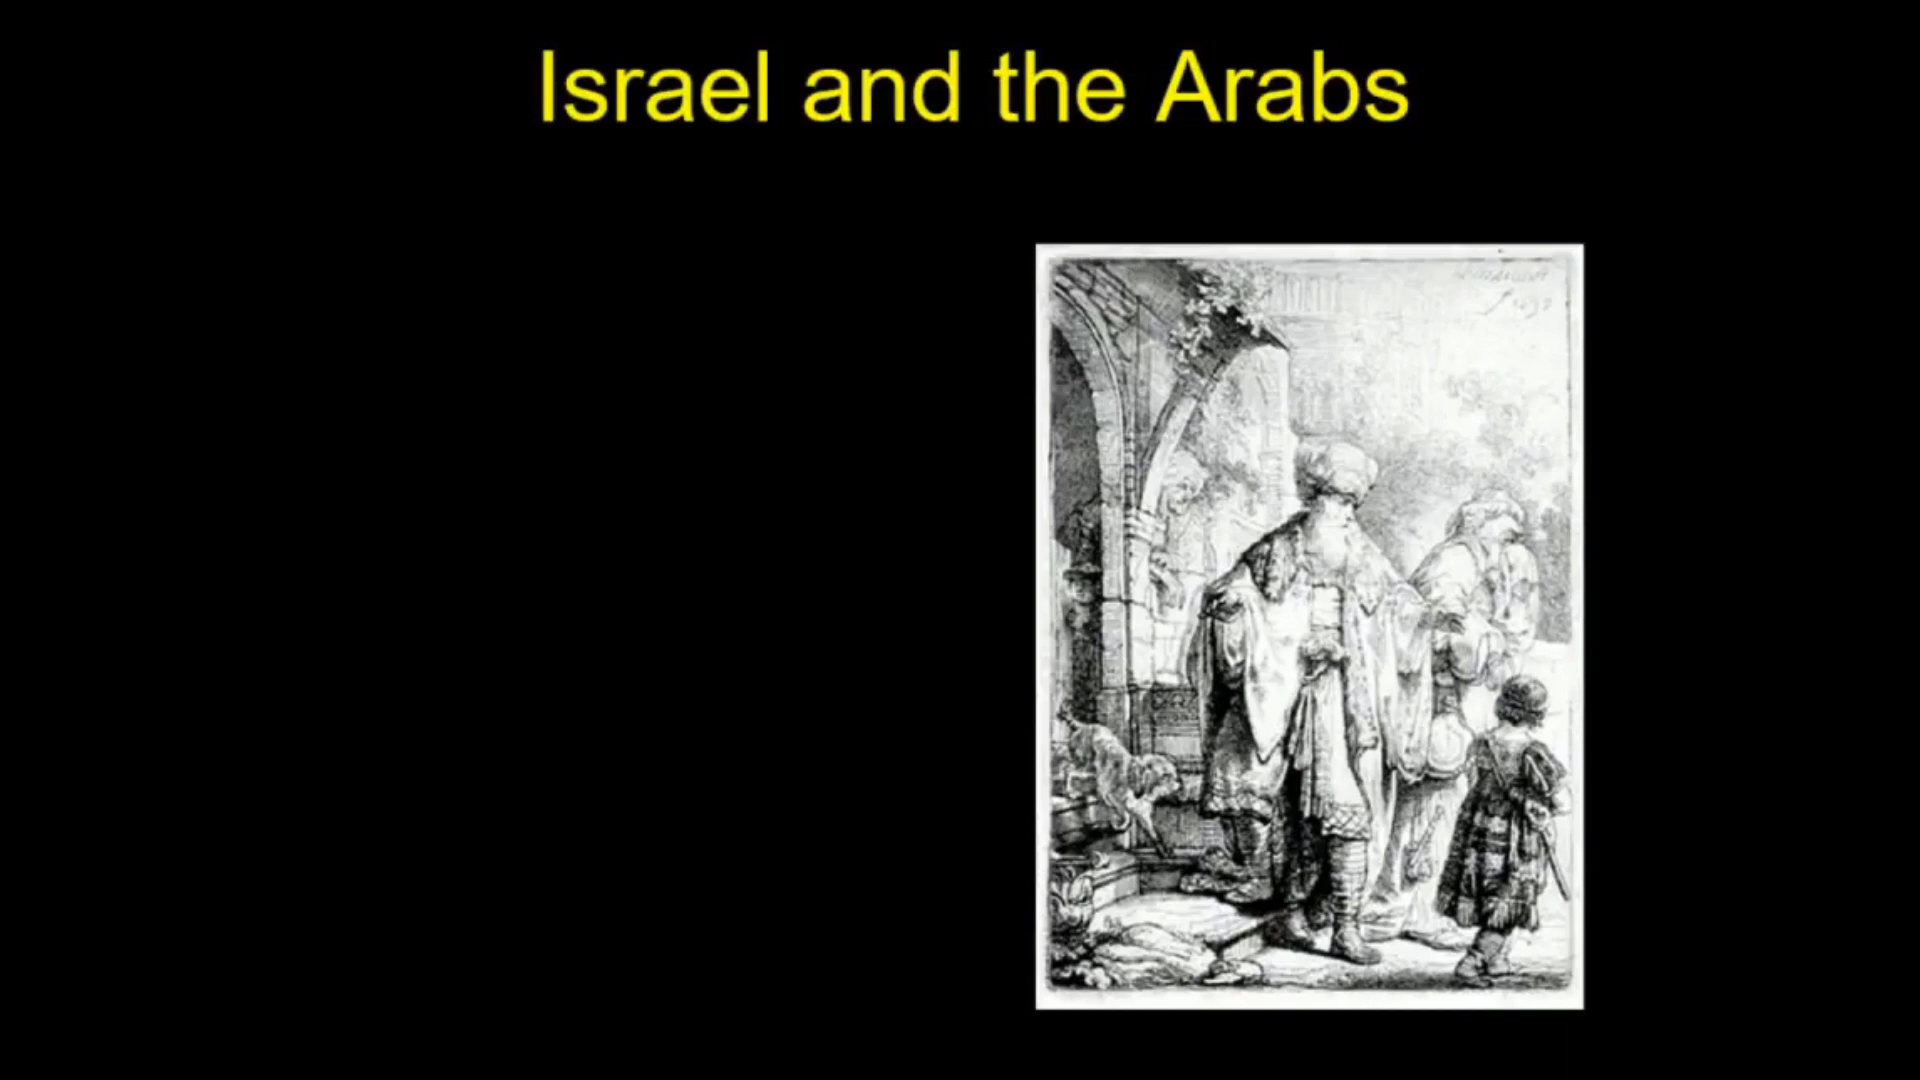 Israel and the Arabs